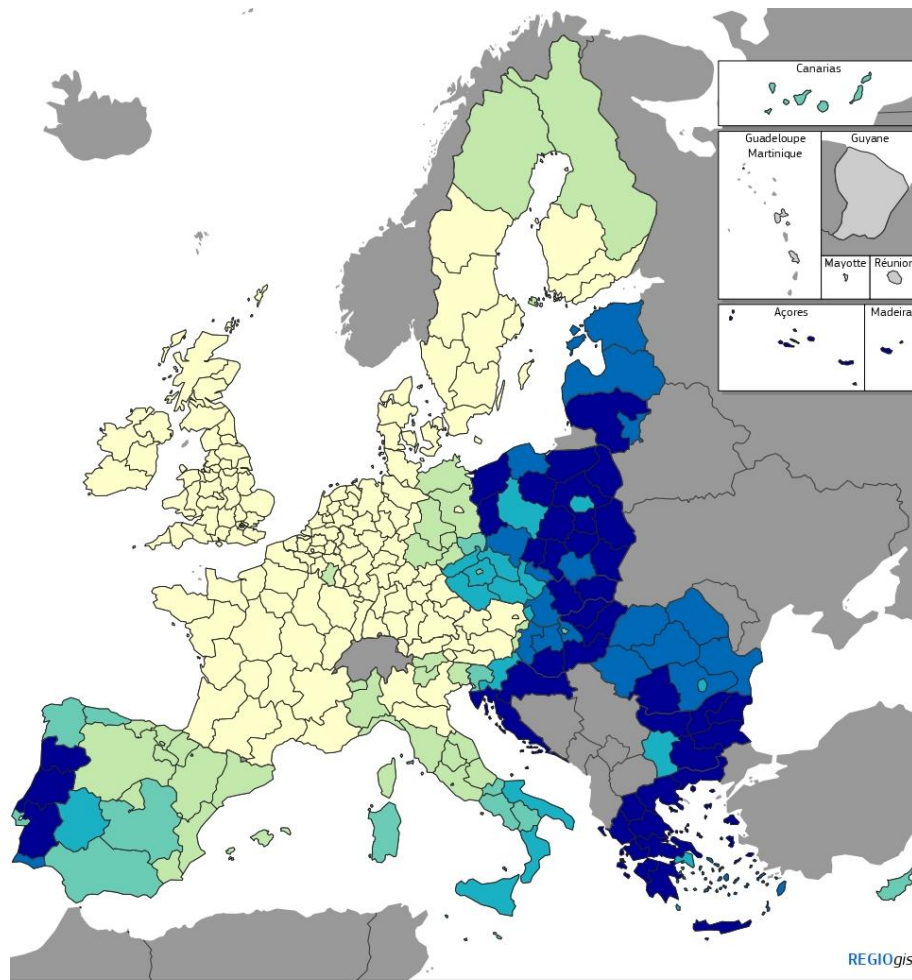 Canarias
Guadeloupe
Martinique
Guyane
Mayotte
Réunion
Açores
Madeira
REGIOgis